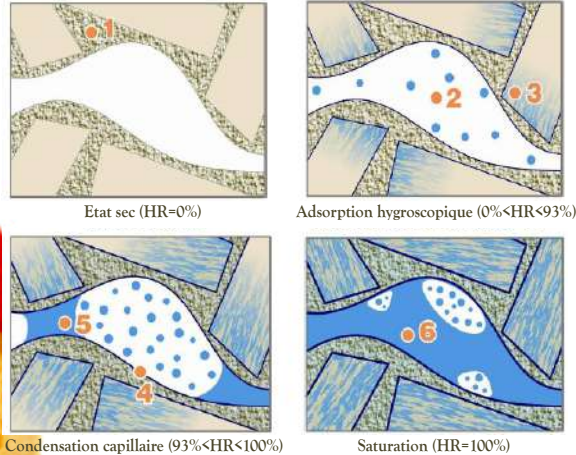 1
2
3
Etat sec (HR=0%)
Adsorption hygroscopique (0%<HR<93%)
5
4
6
Condensation capillaire (93%<HR<100%)
Saturation (HR=100%)